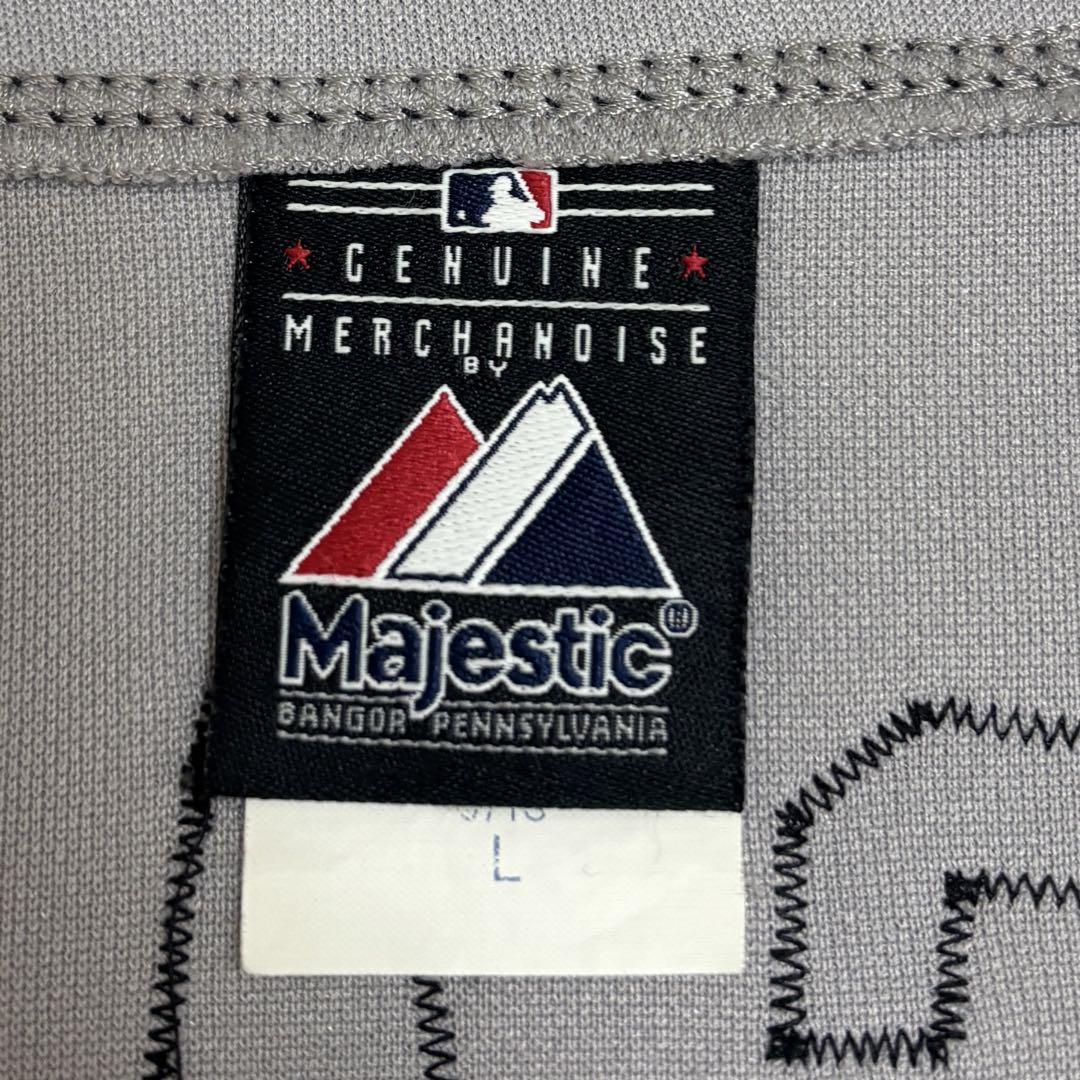 GENUINE
MERCHANDISE
BY
Majestic®
BANGOR PENNSYLVANIA
L